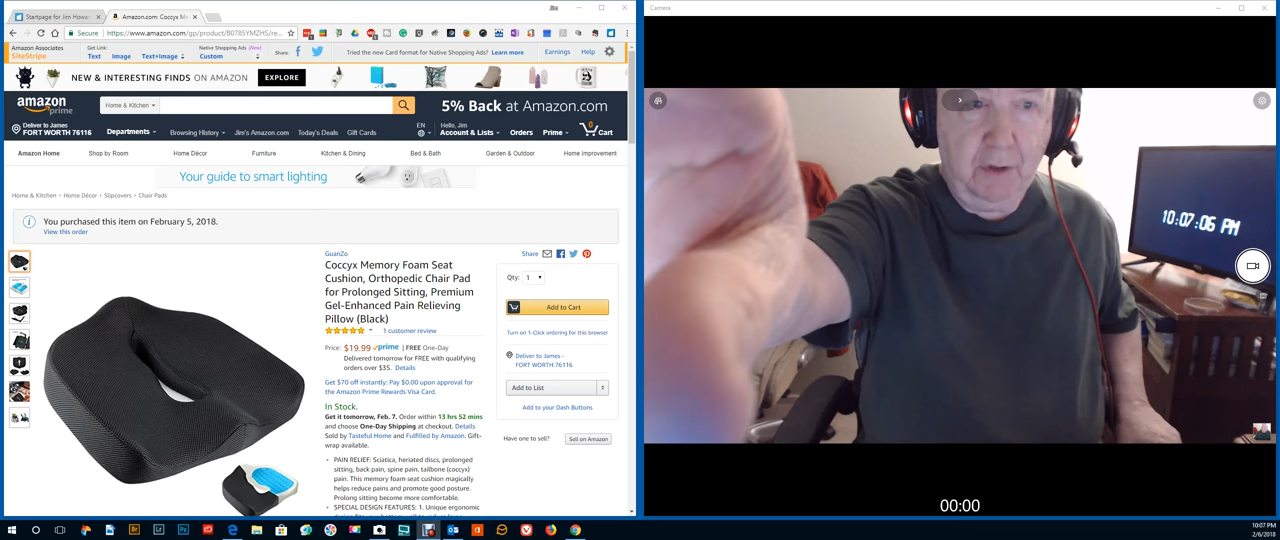 Startpage for Jim Howa
Amazon.com: Coccyx M
Secure
https://www.amazon.com/gp/product/B0785YMZHS/re
Amazon Associates
SiteStripe
Get Link:
Text
Image
Text+Image
Native Shopping Ads (New)
Custom
Share:
Tried the new Card format for Native Shopping Ads? Learn more
Earnings
Help
NEW & INTERESTING FINDS ON AMAZON
EXPLORE
amazon
prime
Home & Kitchen
5% Back at Amazon.com
Deliver to James
FORT WORTH 76116
Departments
Browsing History
Jim's Amazon.com
Today's Deals
Gift Cards
EN
Hello, Jim
Account & Lists
Orders
Prime
0
Cart
Amazon Home
Shop by Room
Home Décor
Furniture
Kitchen & Dining
Bed & Bath
Garden & Outdoor
Home Improvement
Your guide to smart lighting
Home & Kitchen › Home Décor › Slipcovers › Chair Pads
You purchased this item on February 5, 2018.
View this order
GuanZo
Coccyx Memory Foam Seat
Cushion, Orthopedic Chair Pad
for Prolonged Sitting, Premium
Gel-Enhanced Pain Relieving
Pillow (Black)
1 customer review
Price: $19.99 prime | FREE One-Day
Delivered tomorrow for FREE with qualifying
orders over $35. Details
Get $70 off instantly: Pay $0.00 upon approval for
the Amazon Prime Rewards Visa Card.
In Stock.
Get it tomorrow, Feb. 7. Order within 13 hrs 52 mins
and choose One-Day Shipping at checkout. Details
Sold by Tasteful Home and Fulfilled by Amazon. Gift-
wrap available.
PAIN RELIEF: Sciatica, heriated discs, prolonged
sitting, back pain, spine pain, tailbone (coccyx)
pain. This memory foam seat cushion magically
helps reduce pains and promote good posture.
Prolong sitting become more comfortable.
SPECIAL DESIGN FEATURES: 1. Unique ergonomic
Share
Qty: 1
Add to Cart
Turn on 1-Click ordering for this browser
Deliver to James -
FORT WORTH 76116
Add to List
Add to your Dash Buttons
Have one to sell?
Sell on Amazon
Camera
10:07:06 PM
00:00
10:07 PM
2/6/2018